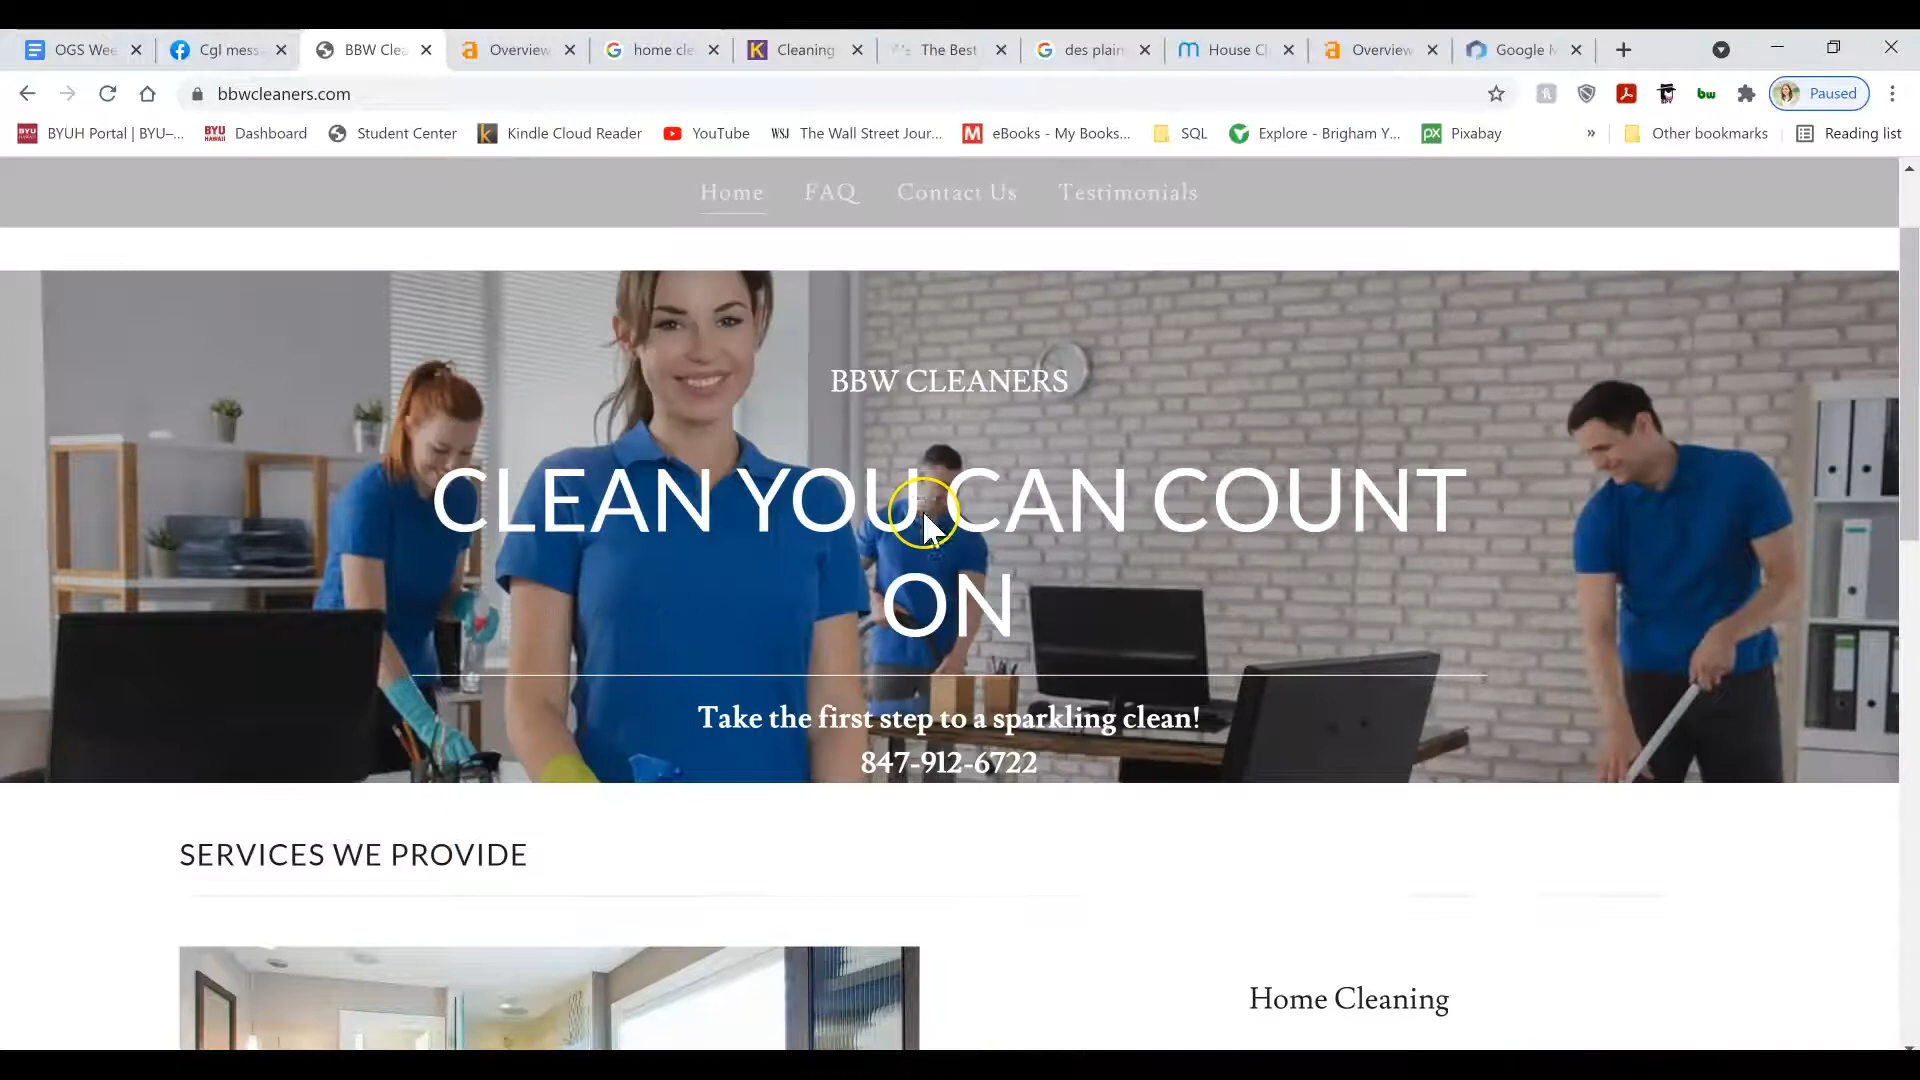 OGS Wee
Cgl mess
BBW Clea
Overview
home cle
Cleaning
The Best
des plain
House Cl
Overview
Google M
bbwcleaners.com
Paused
BYUH Portal | BYU–...
Dashboard
Student Center
Kindle Cloud Reader
YouTube
WSJ The Wall Street Jour...
eBooks - My Books...
SQL
Explore - Brigham Y...
Pixabay
»
Other bookmarks
Reading list
Home FAQ Contact Us Testimonials
BBW CLEANERS
CLEAN YOU CAN COUNT
ON
Take the first step to a sparkling clean!
847-912-6722
SERVICES WE PROVIDE
Home Cleaning